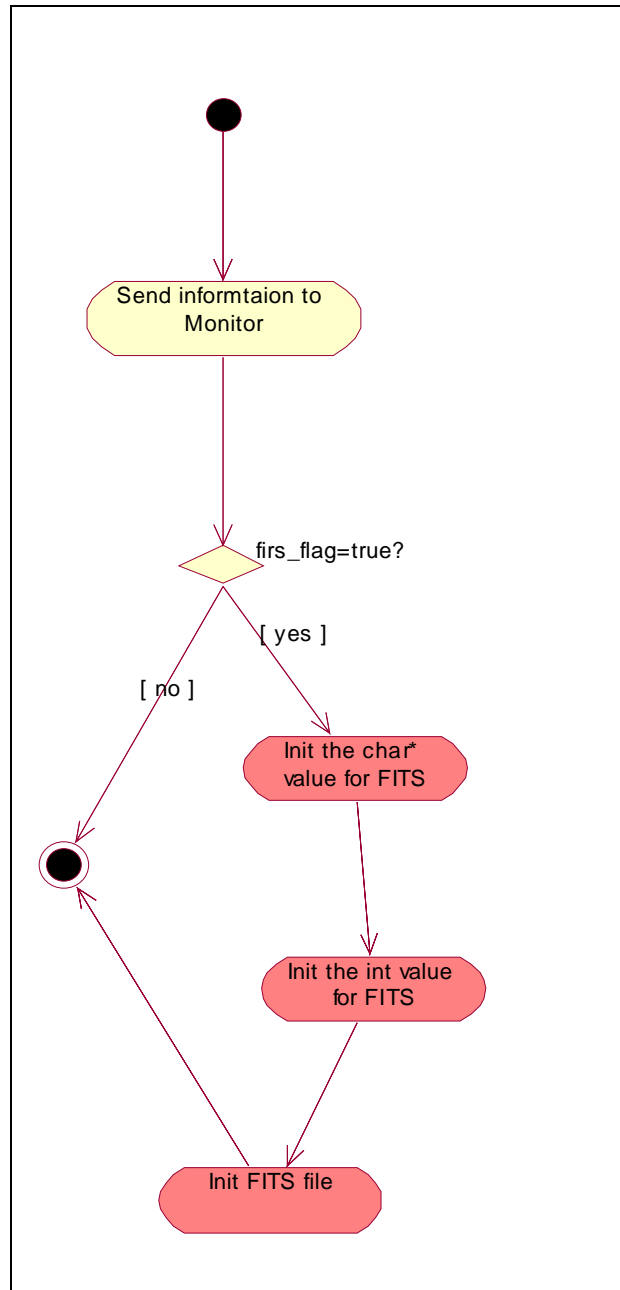 Send informtaion to
Monitor
firs_flag=true?
[ yes ]
[ no ]
Init the char*
value for FITS
Init the int value
for FITS
Init FITS file